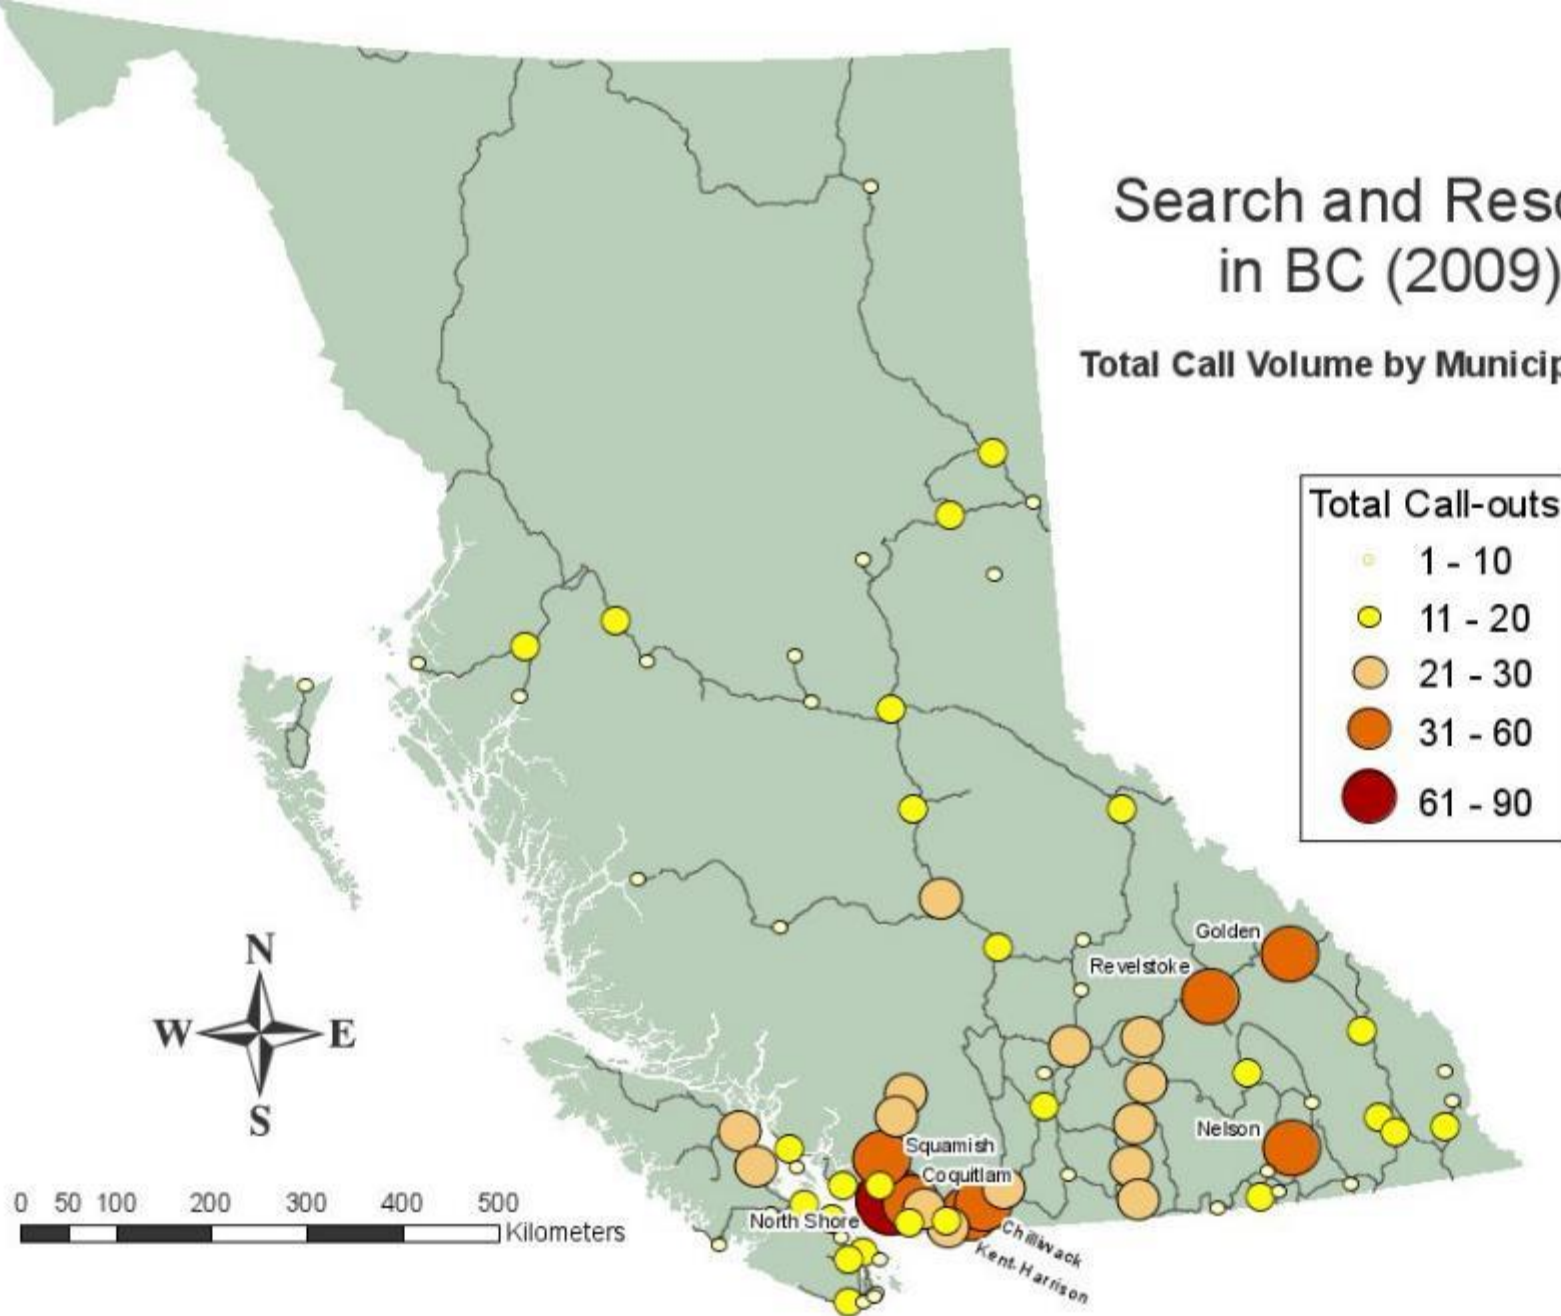 Search and Resc
in BC (2009)
Total Call Volume by Municip
Total Call-outs
1 - 10
11 - 20
21 - 30
31 - 60
61 - 90
Golden
Revelstoke
Nelson
Squamish
Coquitlam
North Shore
Chilliwack
Kent-Harrison
N
W E
S
0 50 100 200 300 400 500
Kilometers